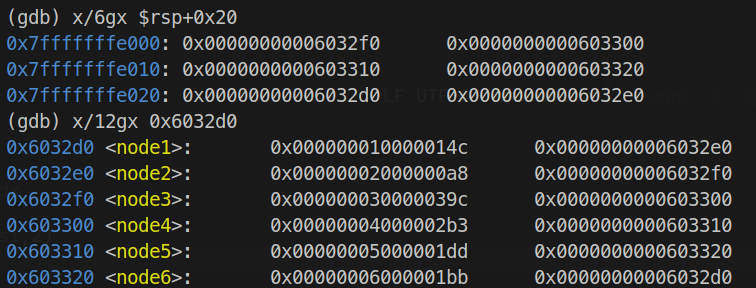 (gdb) x/6gx $rsp+0x20
0x7fffffffe000: 0x00000000006032f0 0x0000000000603300
0x7fffffffe010: 0x0000000000603310 0x0000000000603320
0x7fffffffe020: 0x00000000006032d0 0x00000000006032e0
(gdb) x/12gx 0x6032d0
0x6032d0 <node1>: 0x000000010000014c 0x00000000006032e0
0x6032e0 <node2>: 0x00000002000000a8 0x00000000006032f0
0x6032f0 <node3>: 0x000000030000039c 0x0000000000603300
0x603300 <node4>: 0x00000004000002b3 0x0000000000603310
0x603310 <node5>: 0x00000005000001dd 0x0000000000603320
0x603320 <node6>: 0x00000006000001bb 0x00000000006032d0